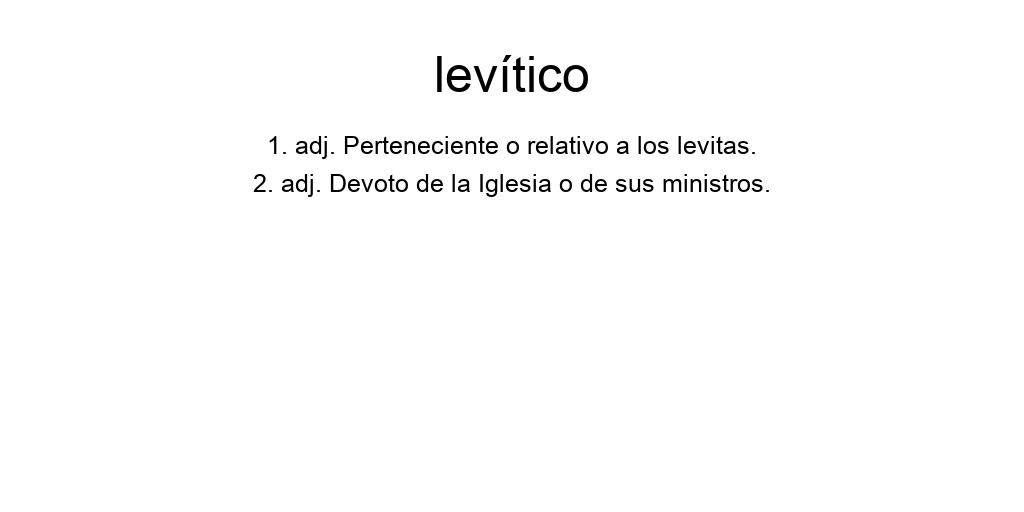 levítico
1. adj. Perteneciente o relativo a los levitas.
2. adj. Devoto de la Iglesia o de sus ministros.